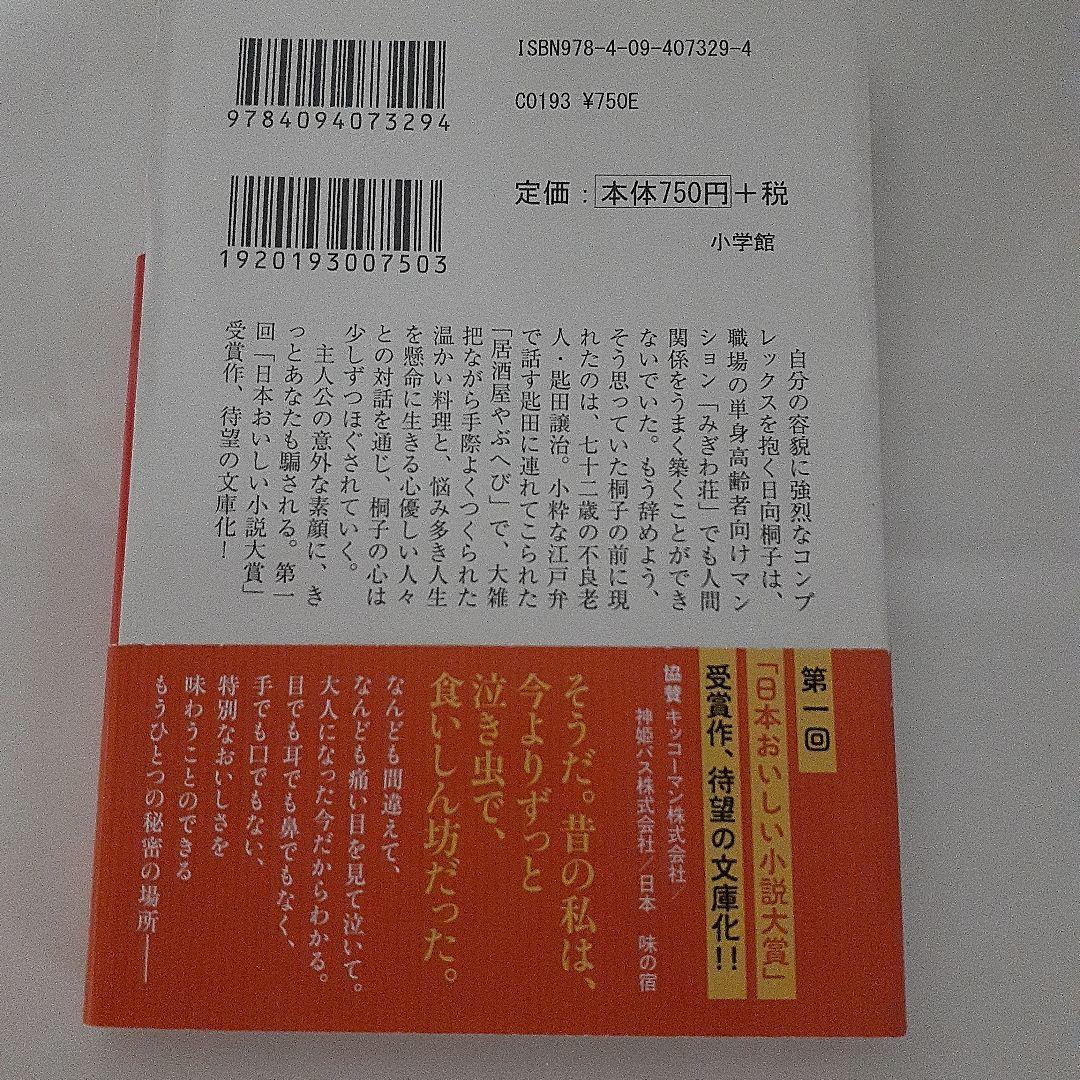 ISBN978-4-09-407329-4
9784094073294
C0193 ¥750E
1920193007503
定価：本体750円+税
小学館
自分の容貌に強烈なコンプ
レックスを抱く日向桐子は、
職場の単身高齢者向けマン
ション「みぎわ荘」でも人間
関係をうまく築くことができ
ないでいた。もう辞めよう、
そう思っていた桐子の前に現
れたのは、七十二歳の不良老
人・匙田譲治。小粋な江戸弁
で話す匙田に連れてこられた
「居酒屋やぶへび」で、大雑
把ながら手際よくつくられた
温かい料理と、悩み多き人生
を懸命に生きる心優しい人々
との対話を通じ、桐子の心は
少しずつほぐされていく。
主人公の意外な素顔に、き
っとあなたも騙される。第一
回「日本おいしい小説大賞」
受賞作、待望の文庫化！
第一回
「日本おいしい小説大賞」
受賞作、待望の文庫化!!
協賛 キッコーマン株式会社／
神姫バス株式会社／日本 味の宿
そうだ。昔の私は、
今よりずっと
泣き虫で、
食いしん坊だった。
なんども間違えて、
なんども痛い目を見て泣いて。
大人になった今だからわかる。
目でも耳でも鼻でもなく、
手でも口でもない、
特別なおいしさを
味わうことのできる
もうひとつの秘密の場所──